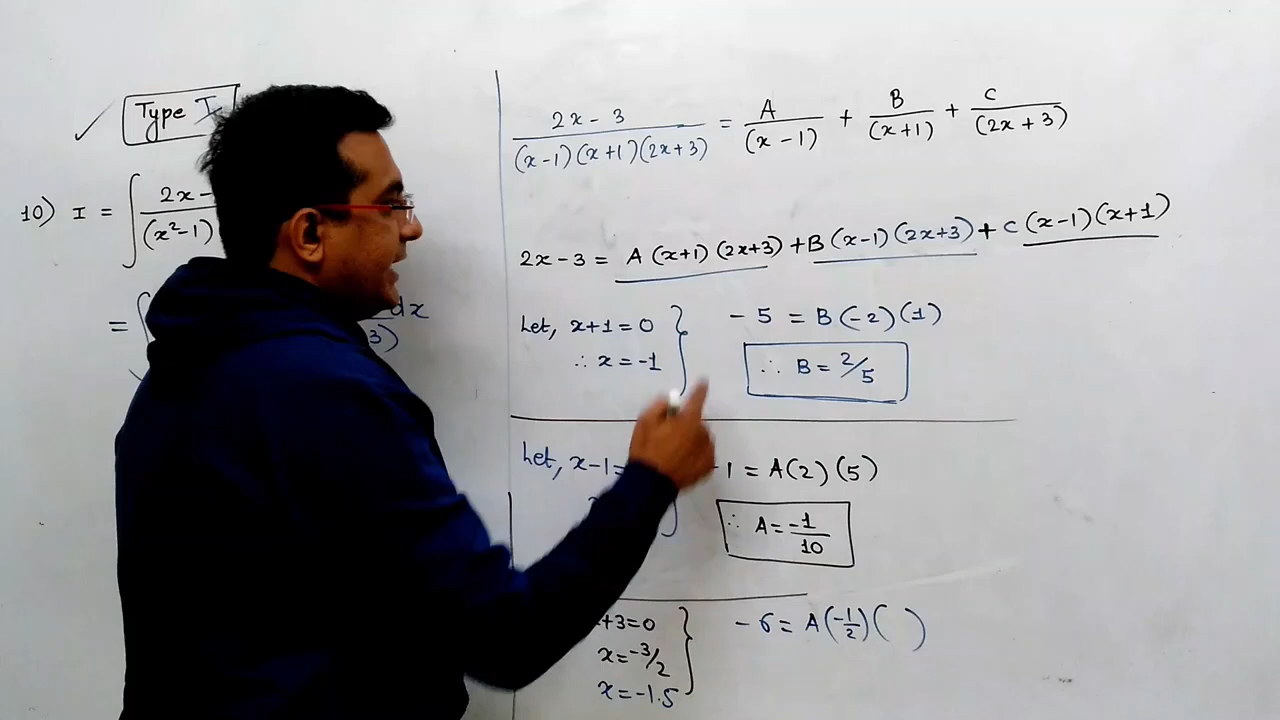 Type I
10) I = ∫ 2x- / (x²-1)
= ∫ dx / 3)
(2x - 3)/((x-1)(x+1)(2x+3)) = A/(x-1) + B/(x+1) + C/(2x+3)
2x-3 = A(x+1)(2x+3) + B(x-1)(2x+3) + C(x-1)(x+1)
Let, x+1=0 } -5 = B(-2)(1)
∴ x = -1 ∴ B = 2/5
Let, x-1= -1 = A(2)(5)
∴ A = -1/10
+3=0 } -6 = A(-1/2)( )
x = -3/2
x = -1.5